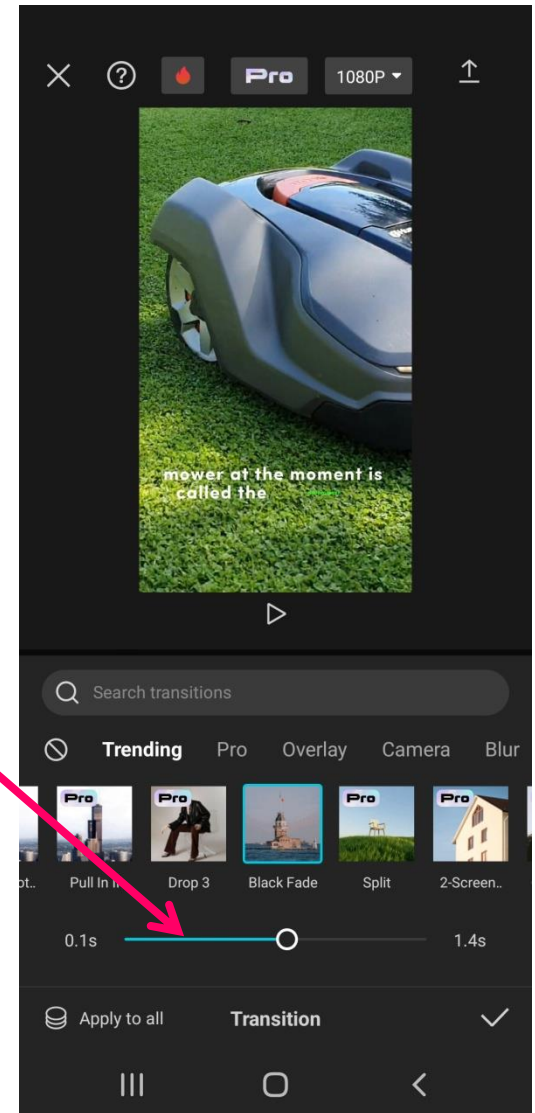 Pro 1080P
mower at the moment is
called the
Search transitions
Trending Pro Overlay Camera Blur
Pro Pro Pro Pro
ot.. Pull In Drop 3 Black Fade Split 2-Screen..
0.1s 1.4s
Apply to all Transition